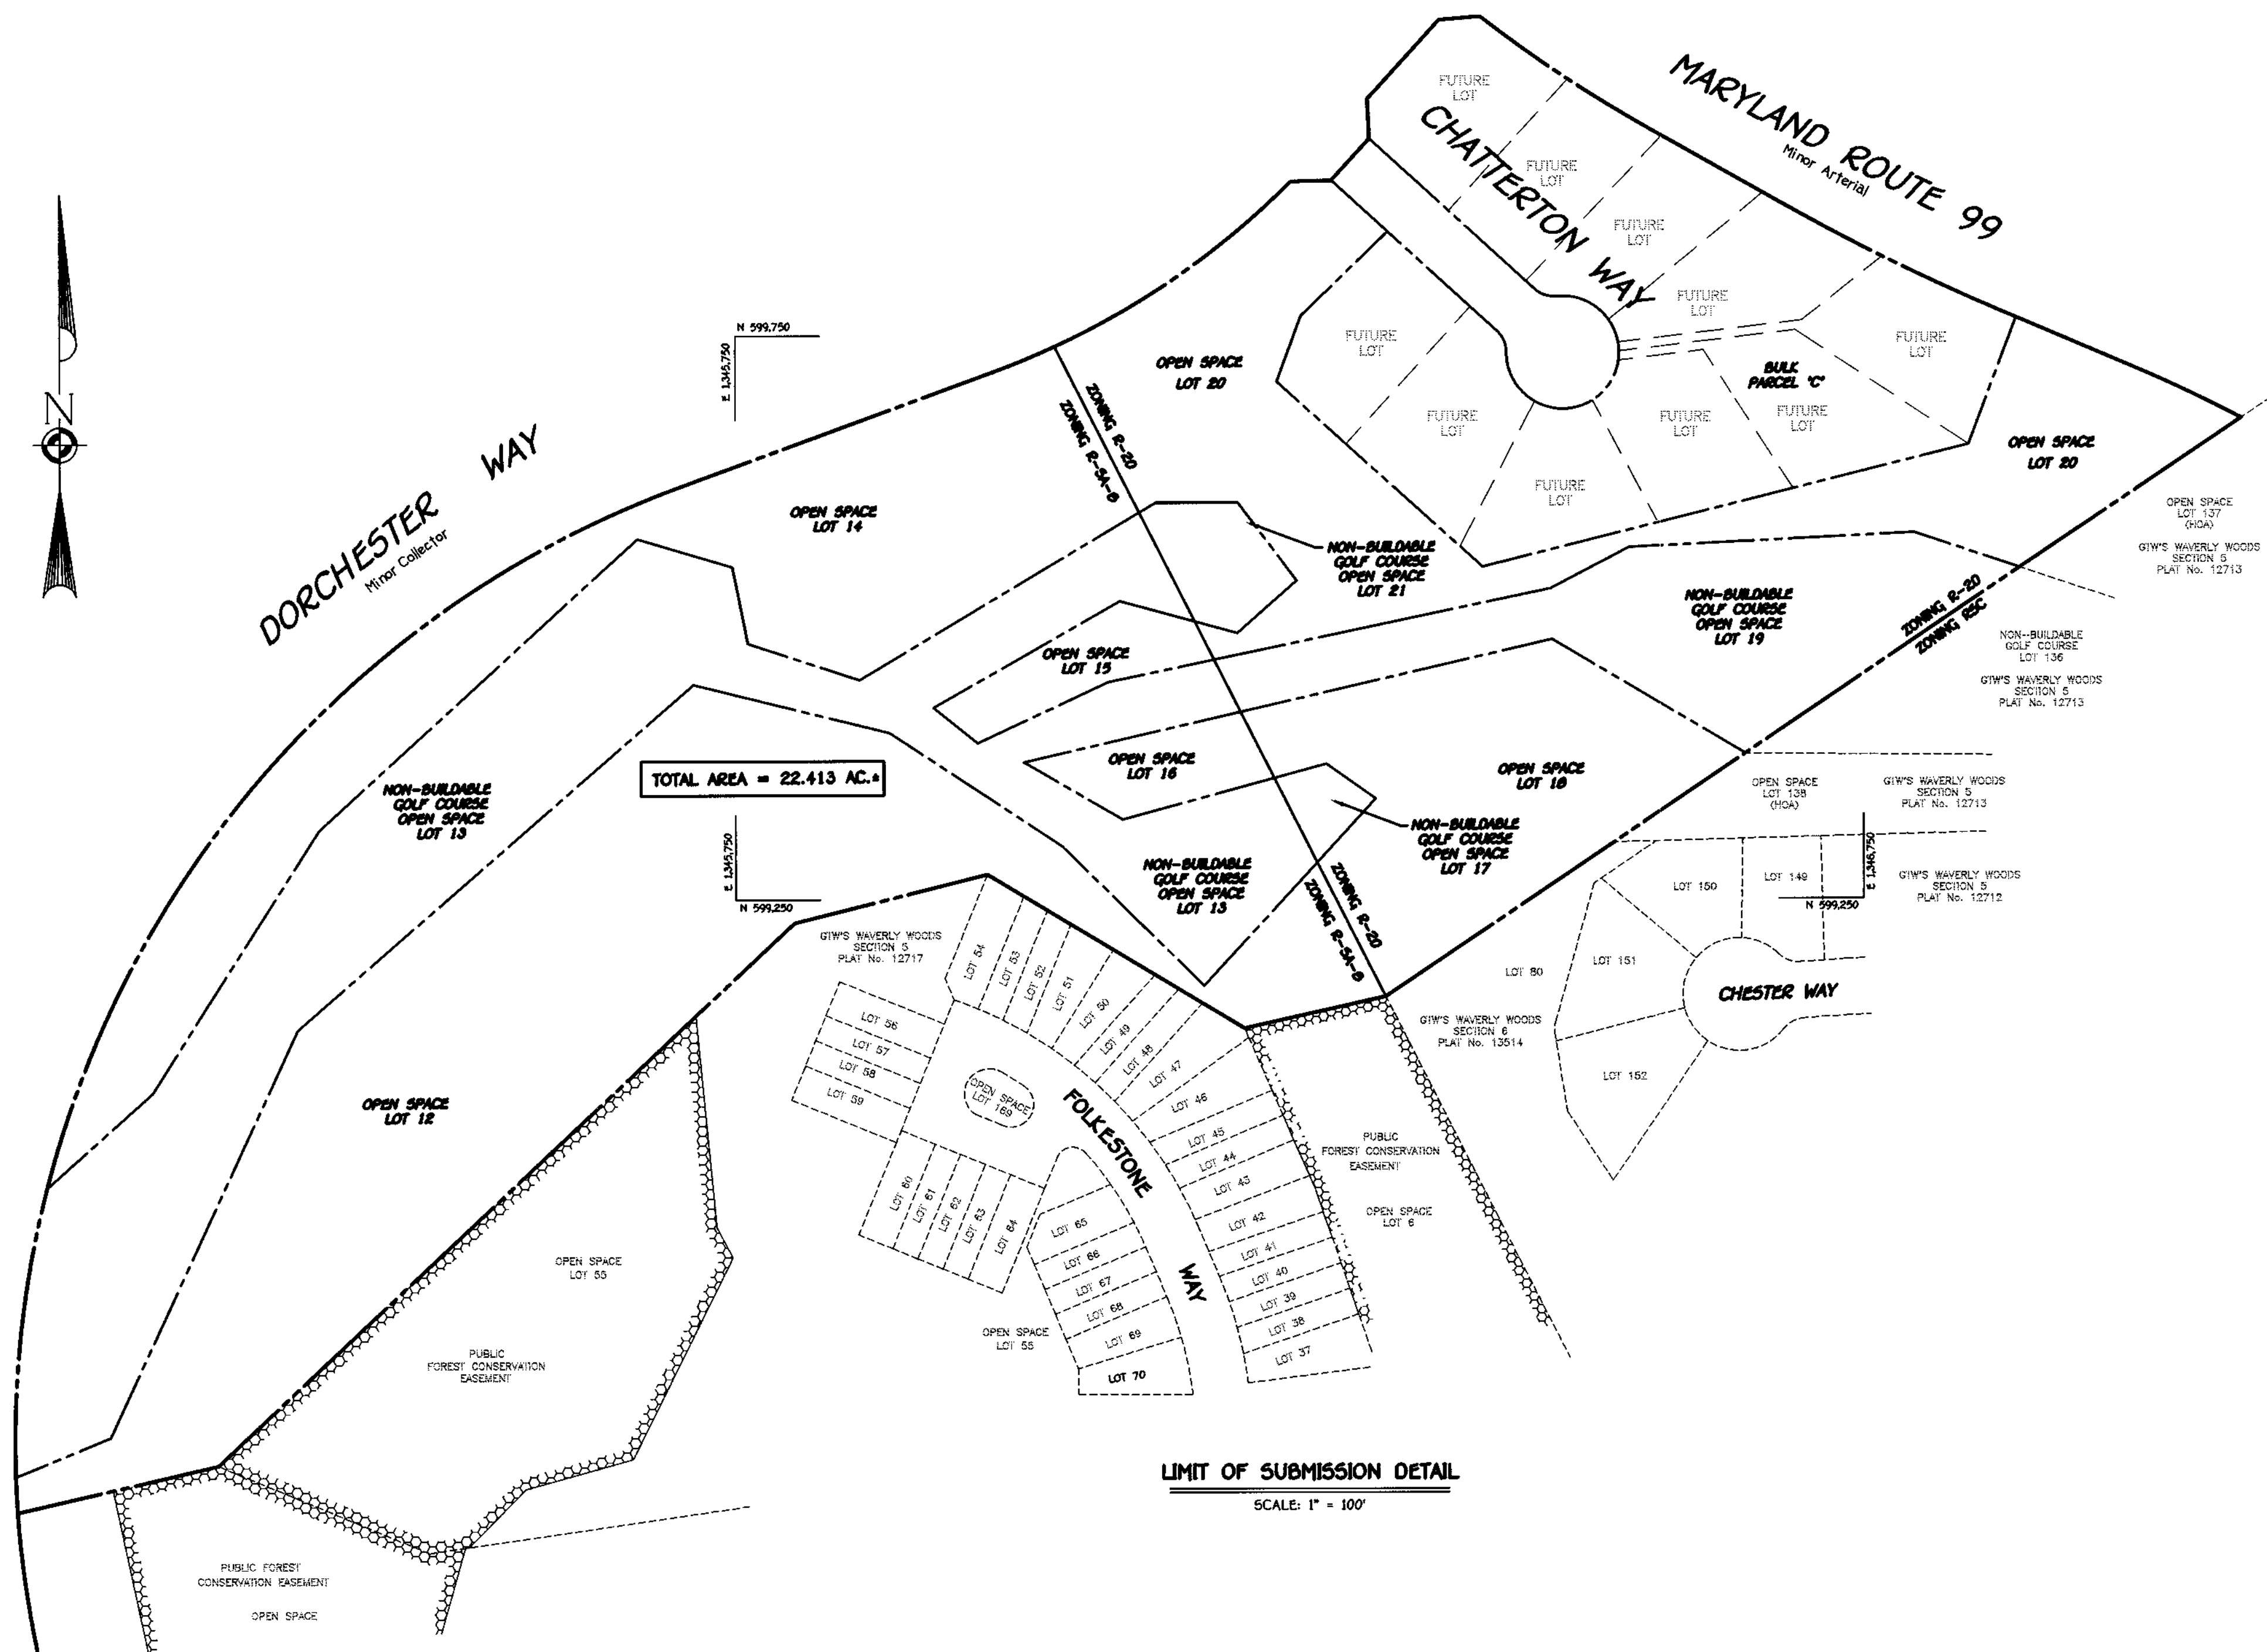 MARYLAND ROUTE 99
Minor Arterial
CHATTERTON WAY
FUTURE
LOT
FUTURE
LOT
FUTURE
LOT
FUTURE
LOT
FUTURE
LOT
FUTURE
LOT
FUTURE
LOT
FUTURE
LOT
FUTURE
LOT
FUTURE
LOT
BULK
PARCEL "C"
N
DORCHESTER WAY
Minor Collector
N 599,750
E 1,345,750
OPEN SPACE
LOT 20
ZONING R-20
ZONING R-SA-8
OPEN SPACE
LOT 20
OPEN SPACE
LOT 137
(HOA)
GTW'S WAVERLY WOODS
SECTION 5
PLAT No. 12713
OPEN SPACE
LOT 14
NON-BUILDABLE
GOLF COURSE
OPEN SPACE
LOT 21
NON-BUILDABLE
GOLF COURSE
OPEN SPACE
LOT 19
ZONING R-20
ZONING RSC
NON-BUILDABLE
GOLF COURSE
LOT 136
GTW'S WAVERLY WOODS
SECTION 5
PLAT No. 12713
OPEN SPACE
LOT 15
OPEN SPACE
LOT 16
OPEN SPACE
LOT 18
TOTAL AREA = 22.413 AC.±
NON-BUILDABLE
GOLF COURSE
OPEN SPACE
LOT 13
NON-BUILDABLE
GOLF COURSE
OPEN SPACE
LOT 17
NON-BUILDABLE
GOLF COURSE
OPEN SPACE
LOT 13
ZONING R-20
ZONING R-SA-8
OPEN SPACE
LOT 138
(HOA)
GTW'S WAVERLY WOODS
SECTION 5
PLAT No. 12713
E 1,346,750
N 599,250
GTW'S WAVERLY WOODS
SECTION 5
PLAT No. 12712
LOT 150
LOT 149
LOT 151
LOT 152
LOT 80
CHESTER WAY
E 1,345,750
N 599,250
GTW'S WAVERLY WOODS
SECTION 5
PLAT No. 12717
GTW'S WAVERLY WOODS
SECTION 6
PLAT No. 13514
LOT 54
LOT 53
LOT 52
LOT 51
LOT 50
LOT 49
LOT 48
LOT 47
LOT 46
LOT 45
LOT 44
LOT 43
LOT 42
LOT 41
LOT 40
LOT 39
LOT 38
LOT 37
LOT 56
LOT 57
LOT 58
LOT 59
OPEN SPACE
LOT 169
FOLKESTONE WAY
LOT 60
LOT 61
LOT 62
LOT 63
LOT 64
LOT 65
LOT 66
LOT 67
LOT 68
LOT 69
LOT 70
OPEN SPACE
LOT 55
PUBLIC
FOREST CONSERVATION
EASEMENT
OPEN SPACE
LOT 6
OPEN SPACE
LOT 12
OPEN SPACE
LOT 55
PUBLIC
FOREST CONSERVATION
EASEMENT
PUBLIC FOREST
CONSERVATION EASEMENT
OPEN SPACE
LIMIT OF SUBMISSION DETAIL
SCALE: 1" = 100'